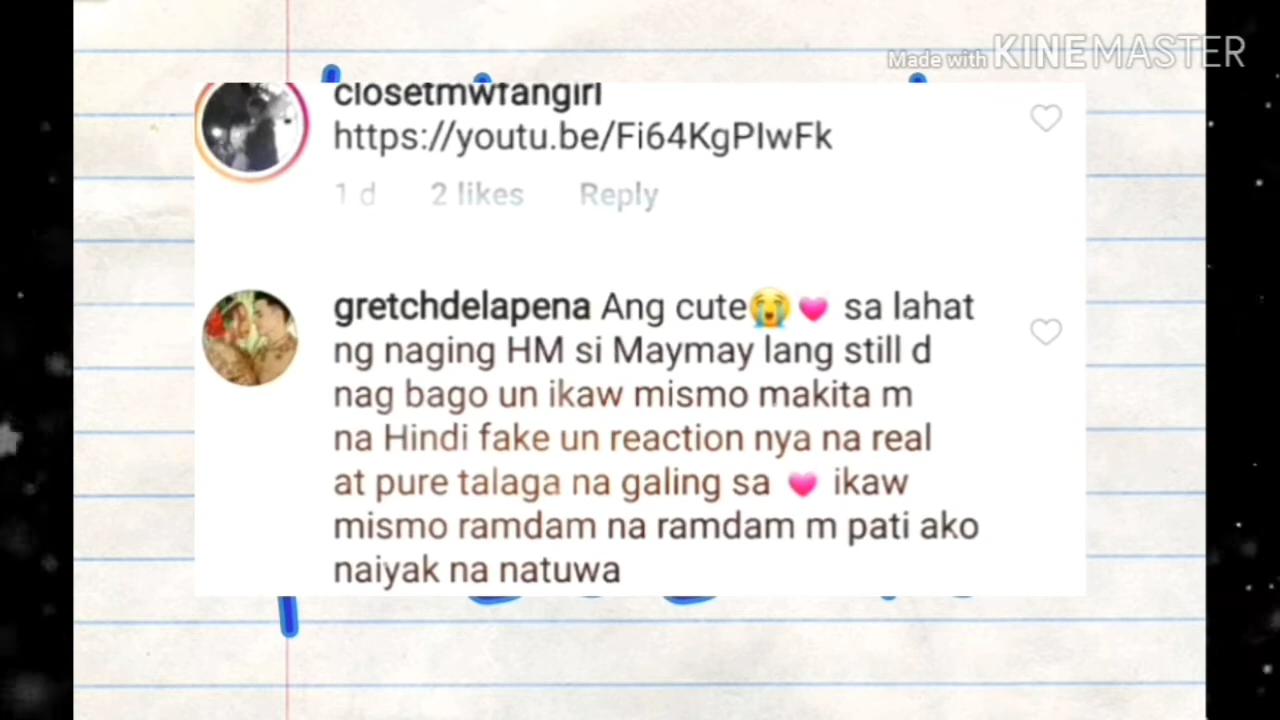 Made with KINEMASTER
closetmwfangirl
https://youtu.be/Fi64KgPIwFk
1 d 2 likes Reply
gretchdelapena Ang cute😭💗 sa lahat
ng naging HM si Maymay lang still d
nag bago un ikaw mismo makita m
na Hindi fake un reaction nya na real
at pure talaga na galing sa 💗 ikaw
mismo ramdam na ramdam m pati ako
naiyak na natuwa